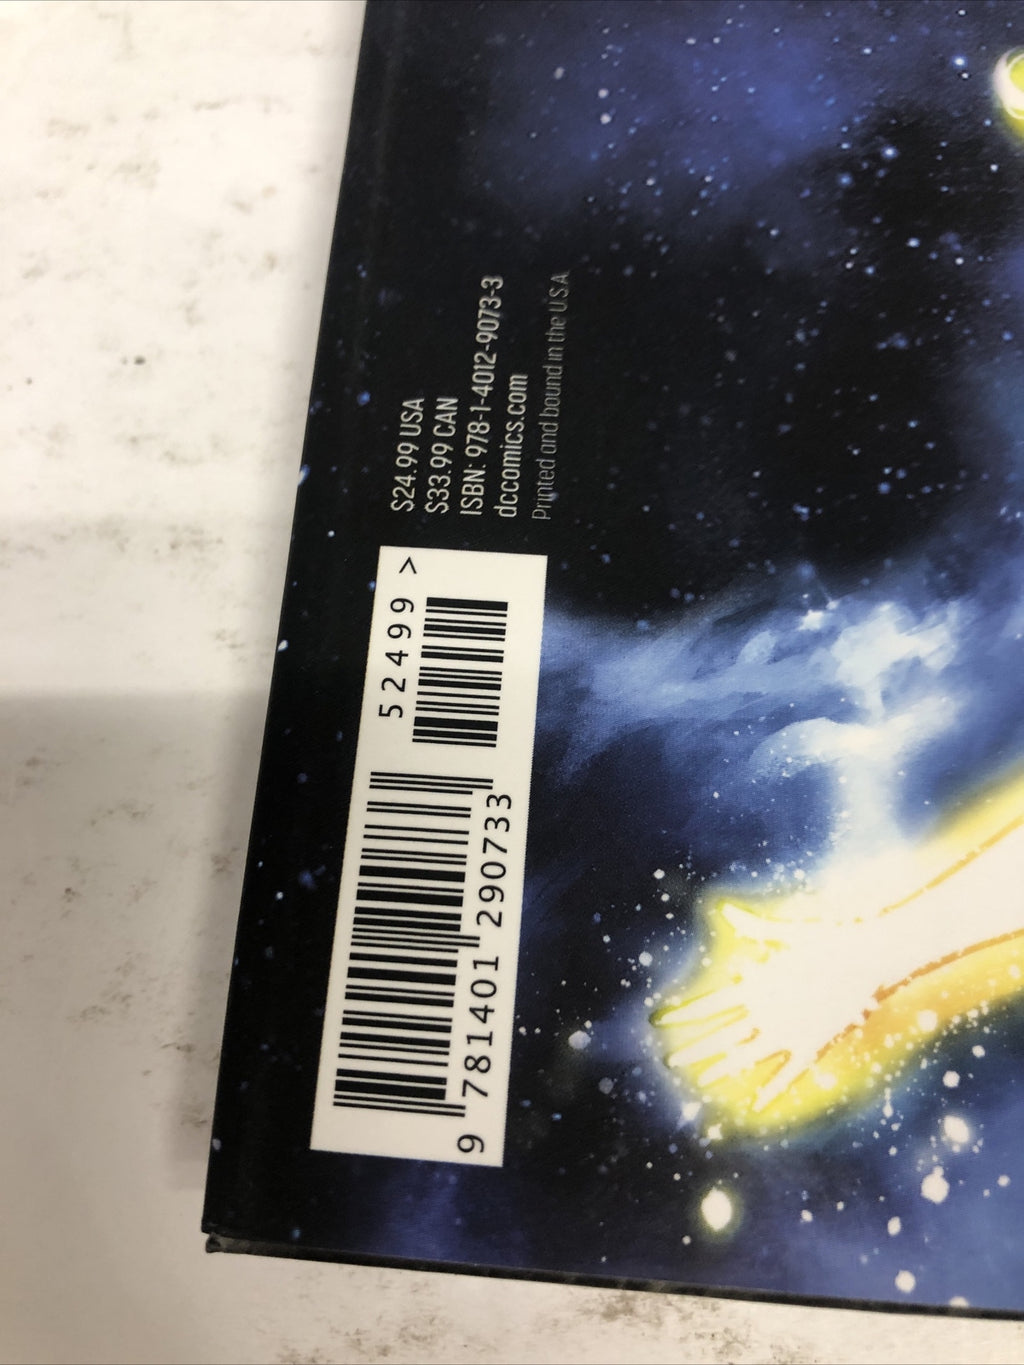 $24.99 USA
$33.99 CAN
ISBN: 978-1-4012-9073-3
dccomics.com
Printed and bound in the U.S.A.
52499 >
9 781401 290733